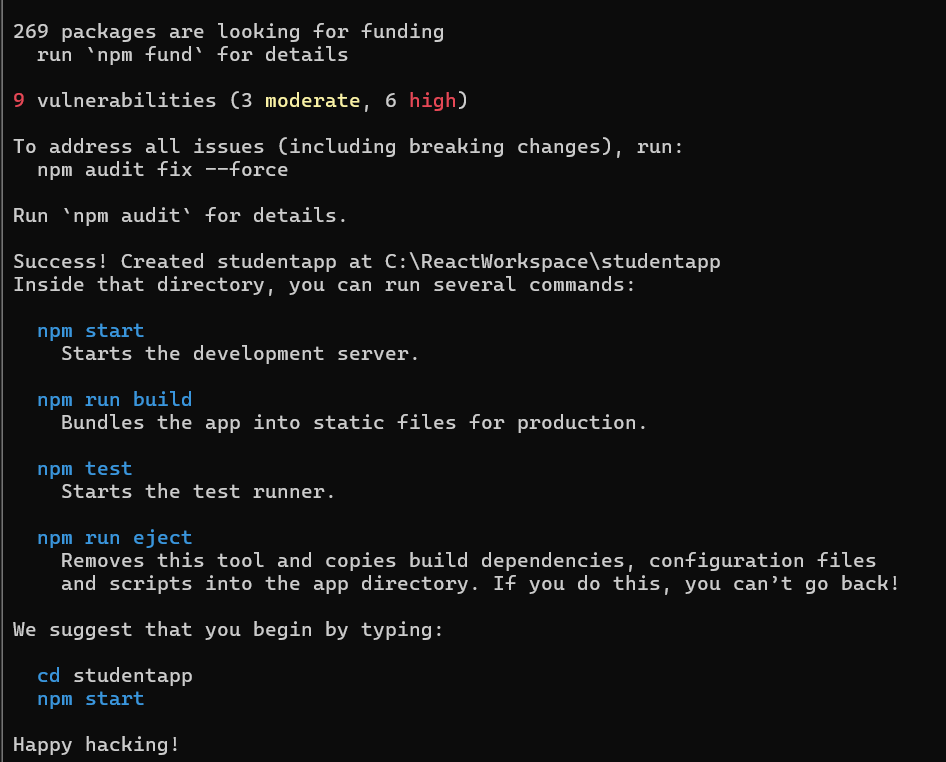 269 packages are looking for funding
run `npm fund` for details
9 vulnerabilities (3 moderate, 6 high)
To address all issues (including breaking changes), run:
npm audit fix --force
Run `npm audit` for details.
Success! Created studentapp at C:\ReactWorkspace\studentapp
Inside that directory, you can run several commands:
npm start
Starts the development server.
npm run build
Bundles the app into static files for production.
npm test
Starts the test runner.
npm run eject
Removes this tool and copies build dependencies, configuration files
and scripts into the app directory. If you do this, you can’t go back!
We suggest that you begin by typing:
cd studentapp
npm start
Happy hacking!